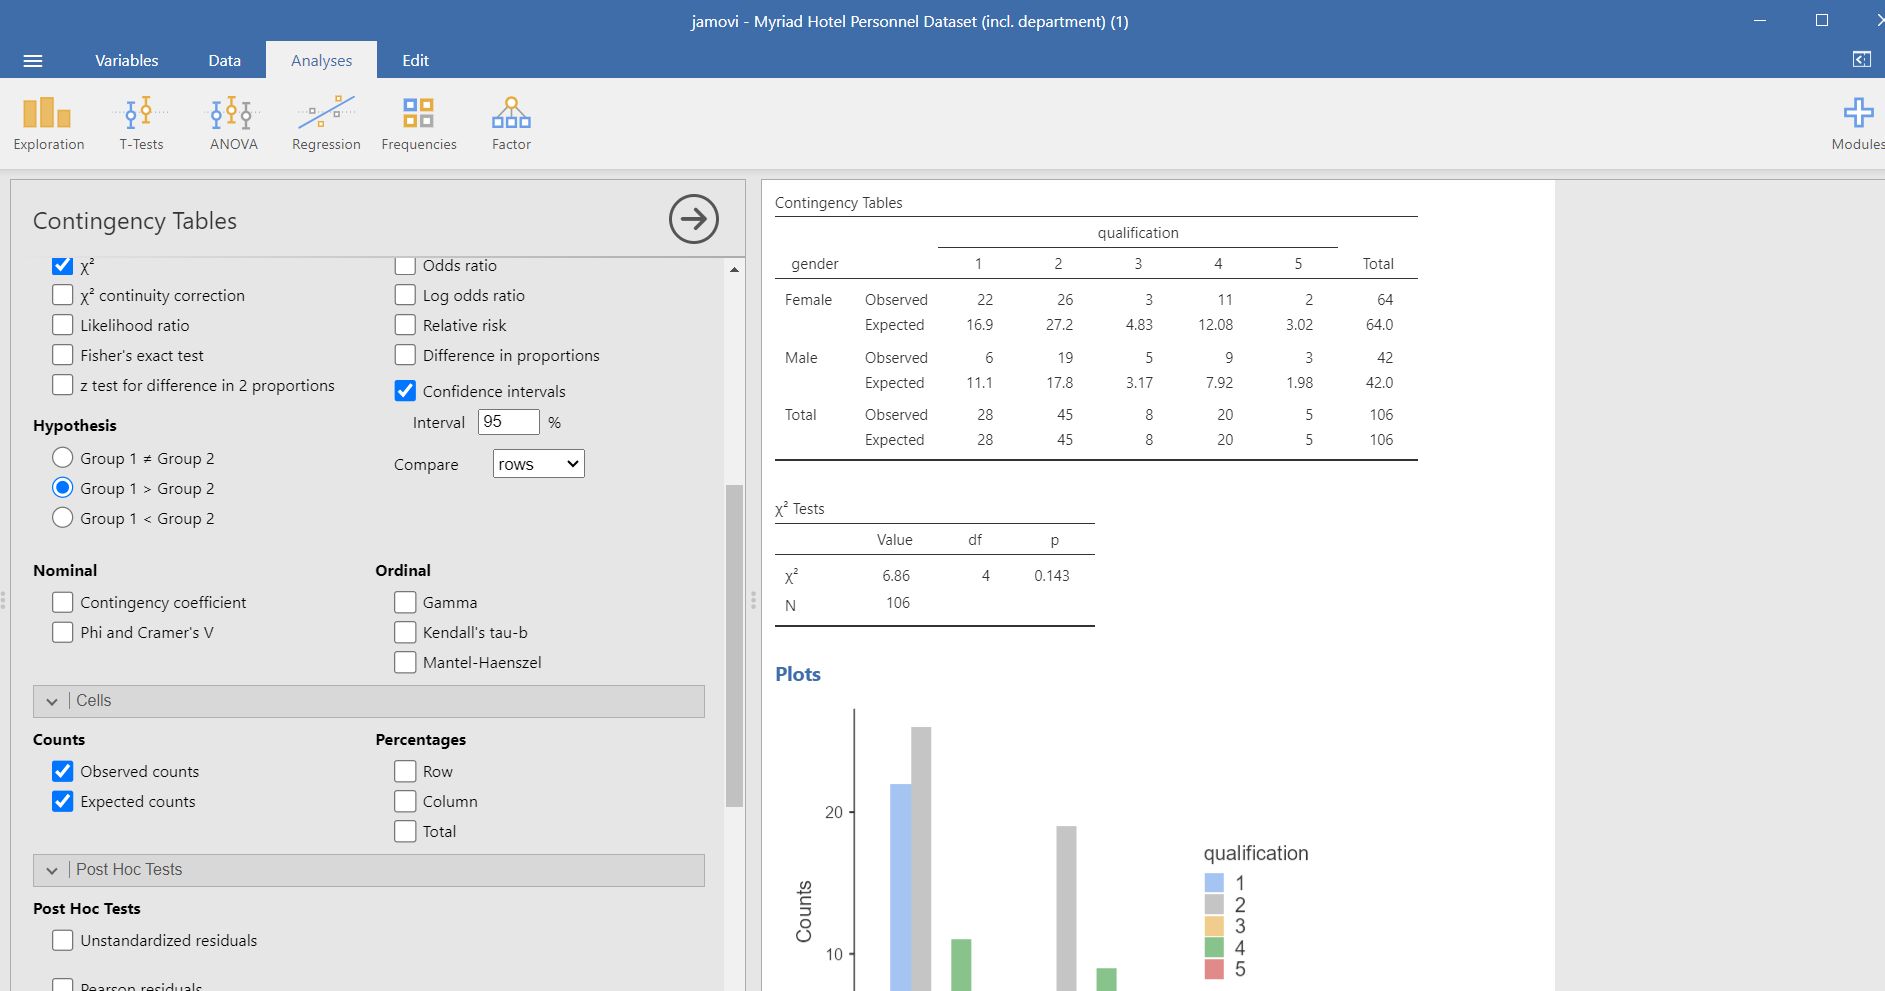 jamovi - Myriad Hotel Personnel Dataset (incl. department) (1)
Variables Data Analyses Edit
Exploration T-Tests ANOVA Regression Frequencies Factor Modules
Contingency Tables
χ² Odds ratio
χ² continuity correction Log odds ratio
Likelihood ratio Relative risk
Fisher's exact test Difference in proportions
z test for difference in 2 proportions
Confidence intervals
Interval 95 %
Hypothesis
Group 1 ≠ Group 2
Compare rows
Group 1 > Group 2
Group 1 < Group 2
Nominal Ordinal
Contingency coefficient Gamma
Phi and Cramer's V Kendall's tau-b
Mantel-Haenszel
Cells
Counts Percentages
Observed counts Row
Expected counts Column
Total
Post Hoc Tests
Post Hoc Tests
Unstandardized residuals
Pearson residuals
Contingency Tables
qualification
gender 1 2 3 4 5 Total
Female Observed 22 26 3 11 2 64
Expected 16.9 27.2 4.83 12.08 3.02 64.0
Male Observed 6 19 5 9 3 42
Expected 11.1 17.8 3.17 7.92 1.98 42.0
Total Observed 28 45 8 20 5 106
Expected 28 45 8 20 5 106
χ² Tests
Value df p
χ² 6.86 4 0.143
N 106
Plots
20
10
Counts
qualification
1
2
3
4
5